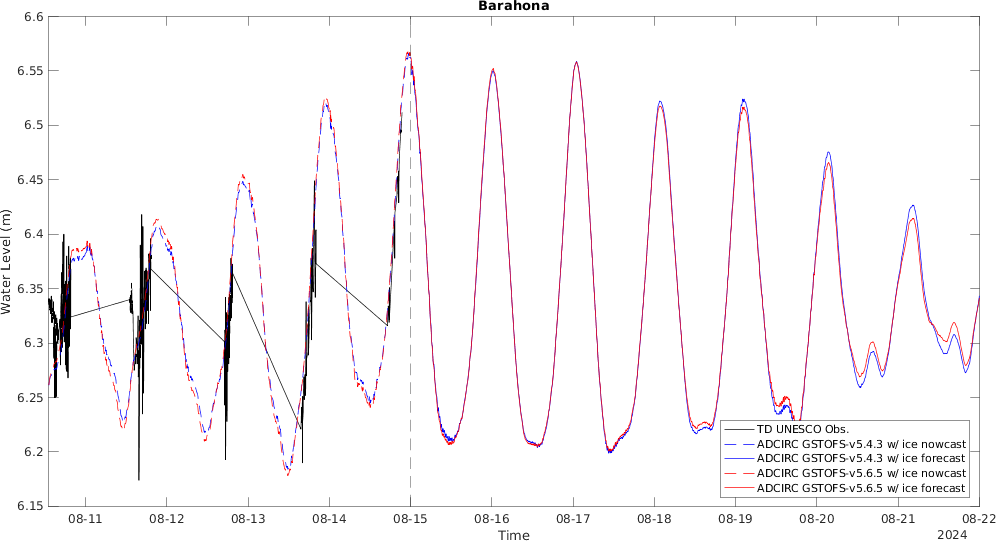 Barahona
6.6
6.55
6.5
6.45
6.4
6.35
6.3
6.25
6.2
6.15
Water Level (m)
08-11 08-12 08-13 08-14 08-15 08-16 08-17 08-18 08-19 08-20 08-21 08-22
Time
2024
TD UNESCO Obs.
ADCIRC GSTOFS-v5.4.3 w/ ice nowcast
ADCIRC GSTOFS-v5.4.3 w/ ice forecast
ADCIRC GSTOFS-v5.6.5 w/ ice nowcast
ADCIRC GSTOFS-v5.6.5 w/ ice forecast